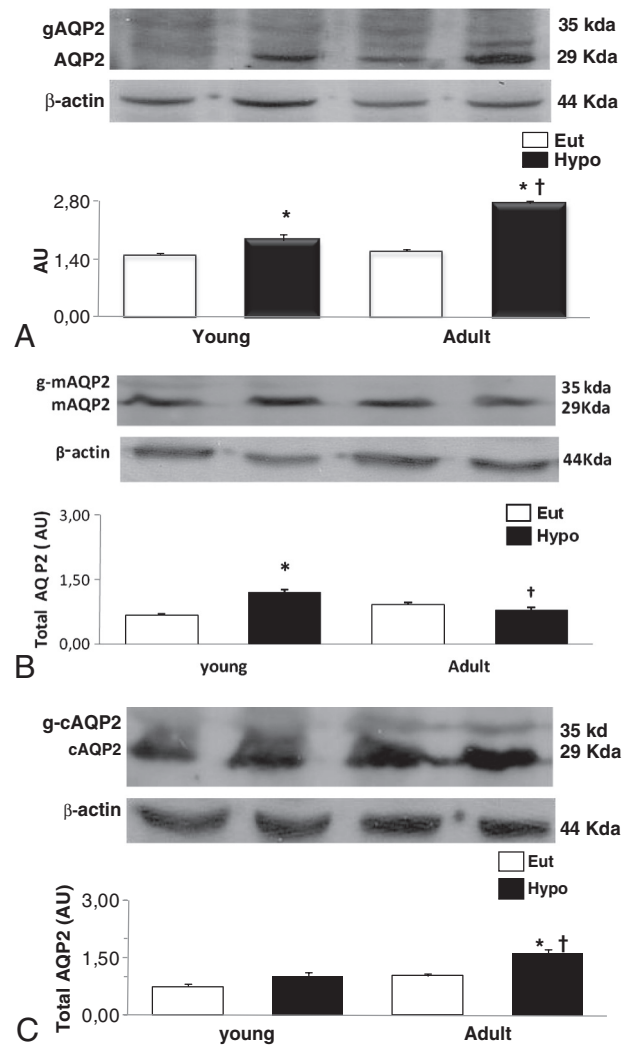 gAQP2 35 kda
AQP2 29 Kda
β-actin 44 Kda
Eut
Hypo
* †
*
2,80
1,40
0,00
AU
Young Adult
A
g-mAQP2 35 kda
mAQP2 29Kda
β-actin 44Kda
3,00
1,50
0,00
Total AQ P2 ( AU)
Eut
Hypo
*
†
young Adult
B
g-cAQP2 35 kd
cAQP2 29 Kda
β-actin 44 Kda
Eut
Hypo
3,00
1,50
0,00
Total AQP2 (AU)
* †
young Adult
C